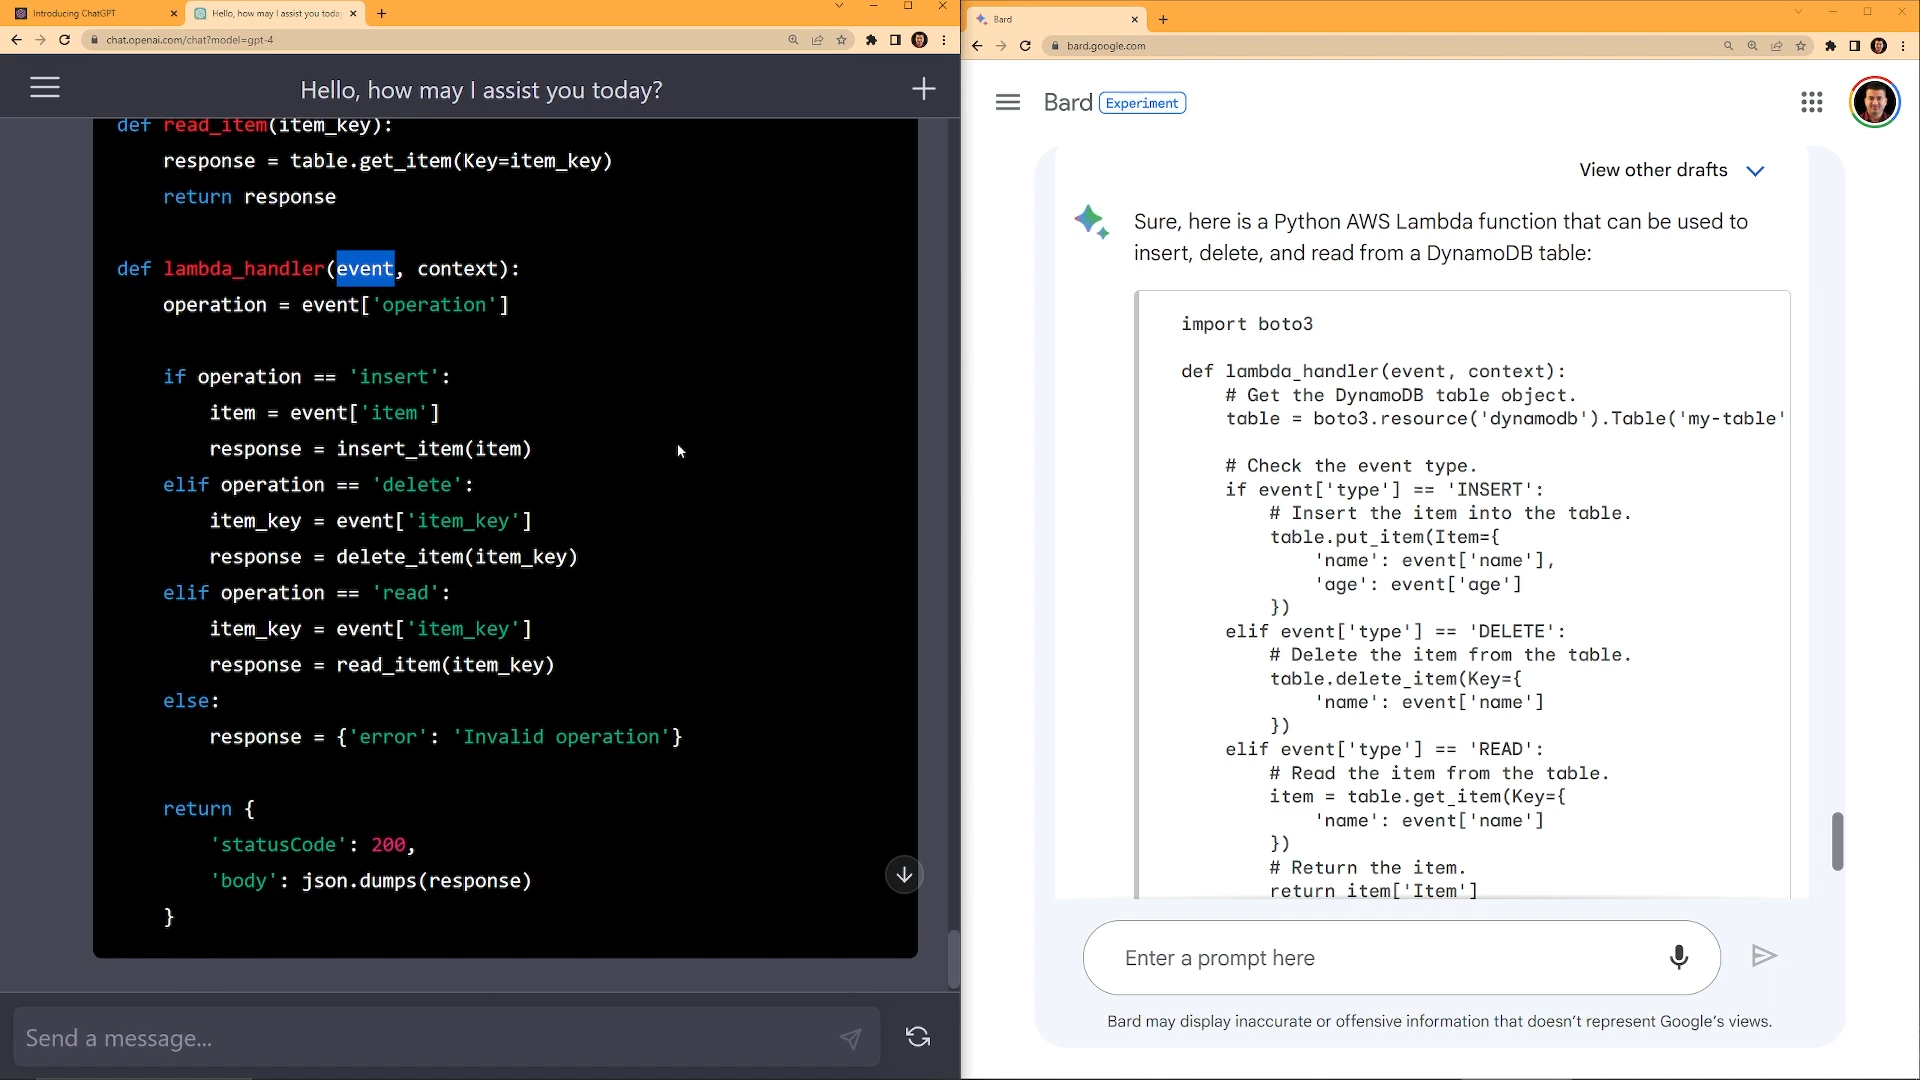 Introducing ChatGPT
Hello, how may I assist you toda
chat.openai.com/chat?model=gpt-4
Hello, how may I assist you today?
def read_item(item_key):
    response = table.get_item(Key=item_key)
    return response
def lambda_handler(event, context):
    operation = event['operation']
    if operation == 'insert':
        item = event['item']
        response = insert_item(item)
    elif operation == 'delete':
        item_key = event['item_key']
        response = delete_item(item_key)
    elif operation == 'read':
        item_key = event['item_key']
        response = read_item(item_key)
    else:
        response = {'error': 'Invalid operation'}
    return {
        'statusCode': 200,
        'body': json.dumps(response)
    }
Send a message...
Bard
bard.google.com
Bard Experiment
View other drafts
Sure, here is a Python AWS Lambda function that can be used to
insert, delete, and read from a DynamoDB table:
import boto3
def lambda_handler(event, context):
    # Get the DynamoDB table object.
    table = boto3.resource('dynamodb').Table('my-table'
    # Check the event type.
    if event['type'] == 'INSERT':
        # Insert the item into the table.
        table.put_item(Item={
            'name': event['name'],
            'age': event['age']
        })
    elif event['type'] == 'DELETE':
        # Delete the item from the table.
        table.delete_item(Key={
            'name': event['name']
        })
    elif event['type'] == 'READ':
        # Read the item from the table.
        item = table.get_item(Key={
            'name': event['name']
        })
        # Return the item.
        return item['Item']
Enter a prompt here
Bard may display inaccurate or offensive information that doesn't represent Google's views.